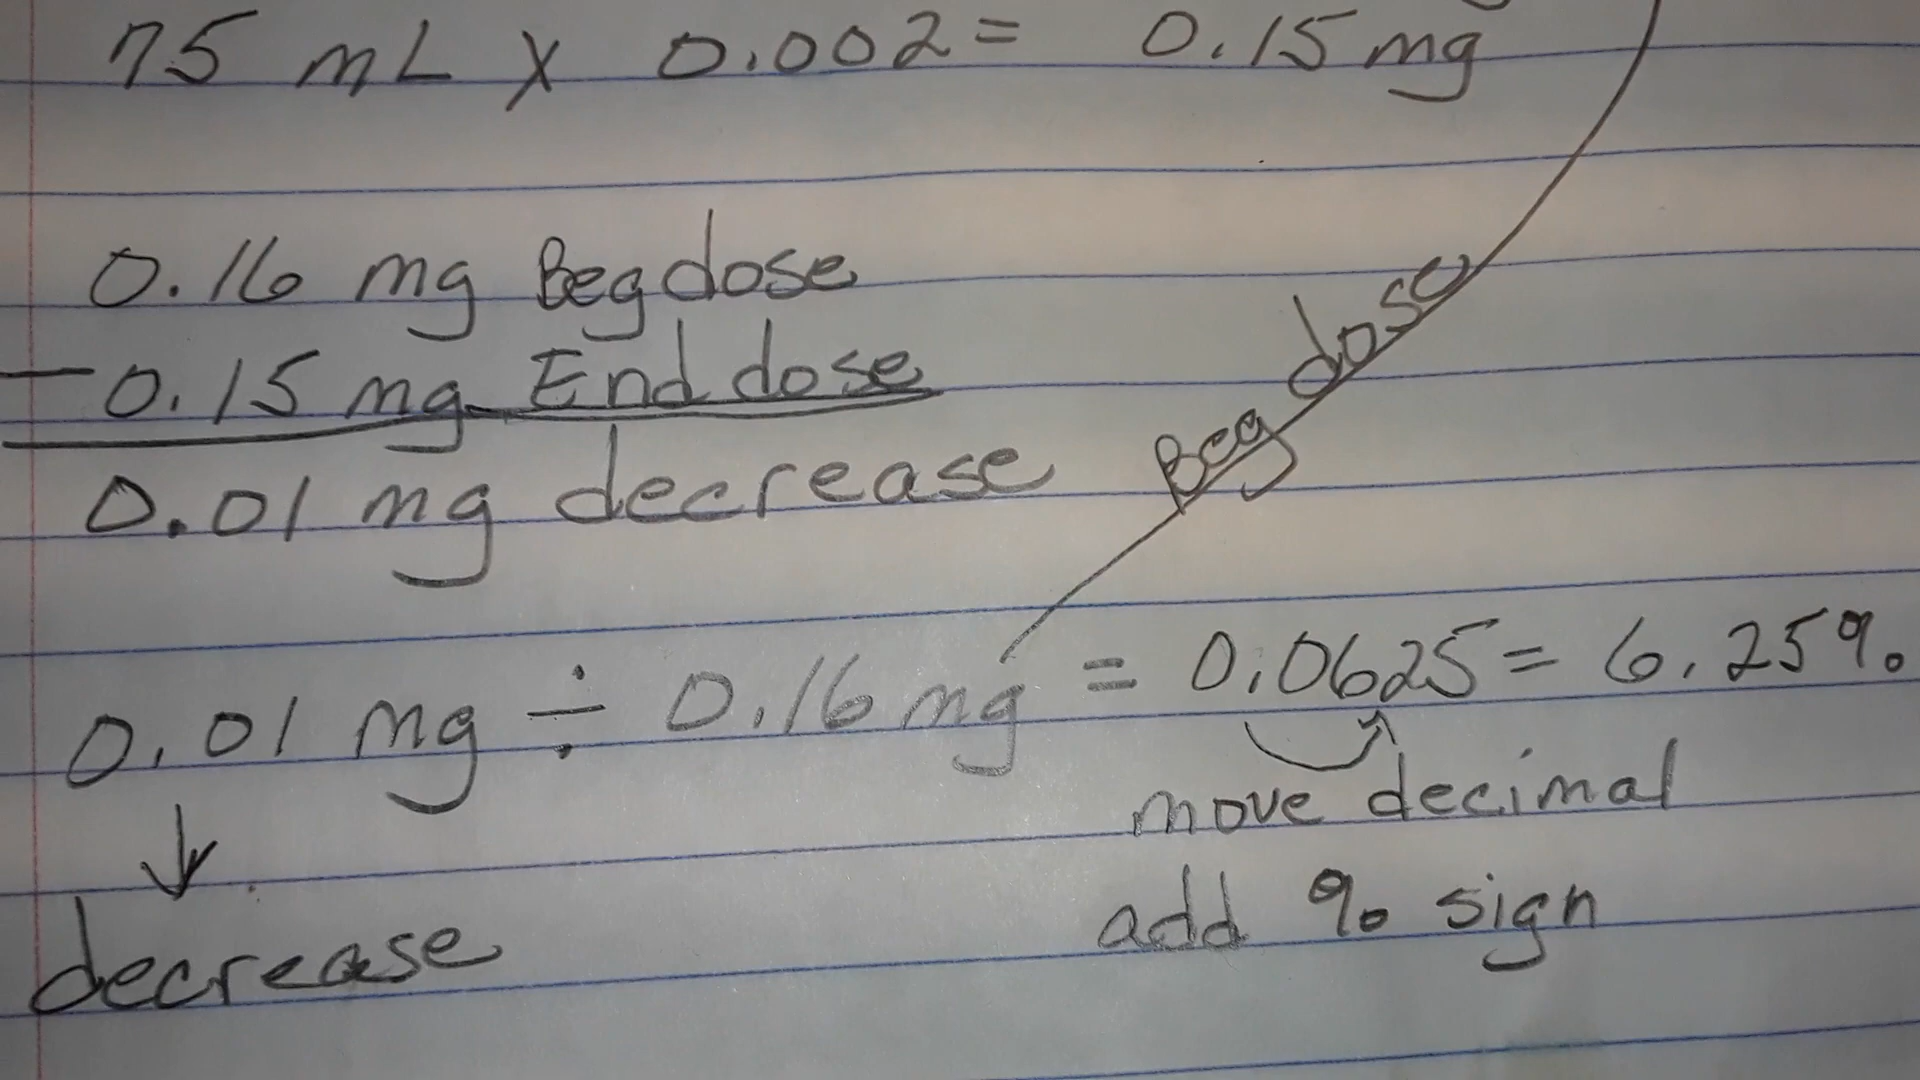 75 mL x 0.002 = 0.15 mg
0.16 mg Beg dose
- 0.15 mg End dose
0.01 mg decrease
Beg dose
0.01 mg ÷ 0.16 mg = 0.0625 = 6.25%
move decimal
add % sign
decrease